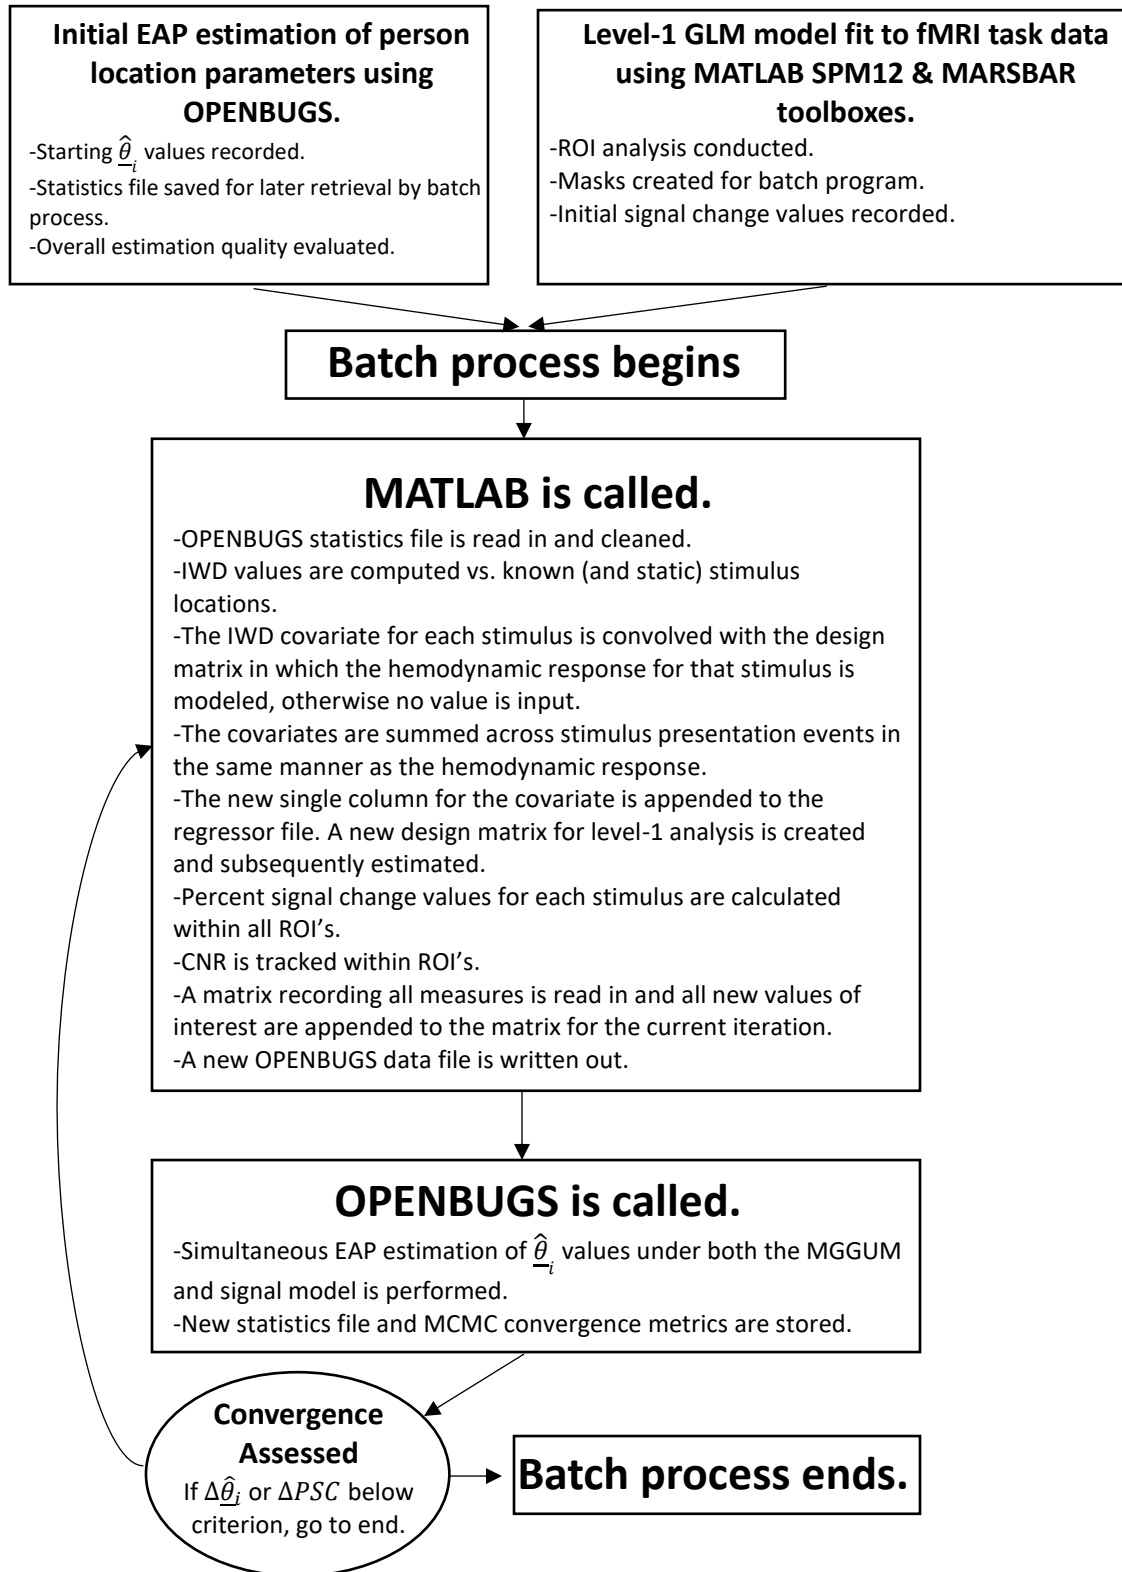 Initial EAP estimation of person
location parameters using
OPENBUGS.
-Starting θ̂_i values recorded.
-Statistics file saved for later retrieval by batch
process.
-Overall estimation quality evaluated.
Level-1 GLM model fit to fMRI task data
using MATLAB SPM12 & MARSBAR
toolboxes.
-ROI analysis conducted.
-Masks created for batch program.
-Initial signal change values recorded.
Batch process begins
MATLAB is called.
-OPENBUGS statistics file is read in and cleaned.
-IWD values are computed vs. known (and static) stimulus
locations.
-The IWD covariate for each stimulus is convolved with the design
matrix in which the hemodynamic response for that stimulus is
modeled, otherwise no value is input.
-The covariates are summed across stimulus presentation events in
the same manner as the hemodynamic response.
-The new single column for the covariate is appended to the
regressor file. A new design matrix for level-1 analysis is created
and subsequently estimated.
-Percent signal change values for each stimulus are calculated
within all ROI’s.
-CNR is tracked within ROI’s.
-A matrix recording all measures is read in and all new values of
interest are appended to the matrix for the current iteration.
-A new OPENBUGS data file is written out.
OPENBUGS is called.
-Simultaneous EAP estimation of θ̂_i values under both the MGGUM
and signal model is performed.
-New statistics file and MCMC convergence metrics are stored.
Convergence
Assessed
If Δθ̂_i or ΔPSC below
criterion, go to end.
Batch process ends.